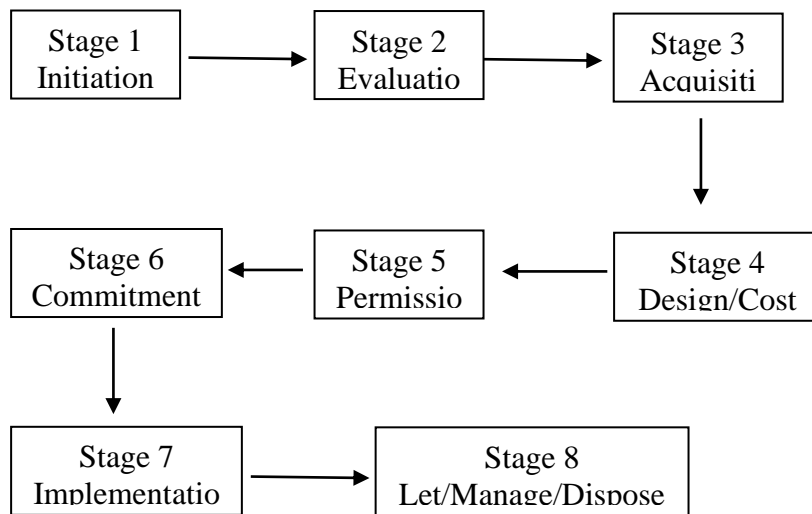 Stage 1
Initiation
Stage 2
Evaluatio
Stage 3
Acquisiti
Stage 6
Commitment
Stage 5
Permissio
Stage 4
Design/Cost
Stage 7
Implementatio
Stage 8
Let/Manage/Dispose